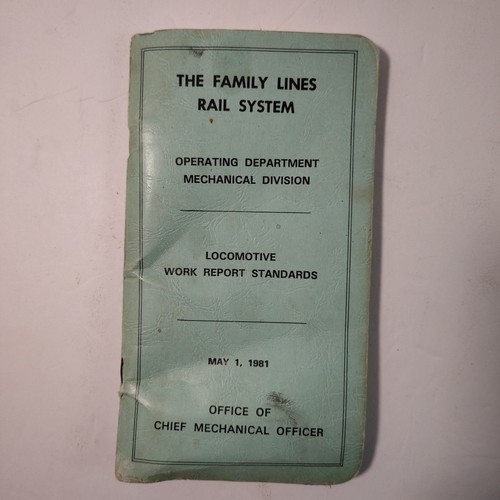 THE FAMILY LINES
RAIL SYSTEM
OPERATING DEPARTMENT
MECHANICAL DIVISION
LOCOMOTIVE
WORK REPORT STANDARDS
MAY 1, 1981
OFFICE OF
CHIEF MECHANICAL OFFICER